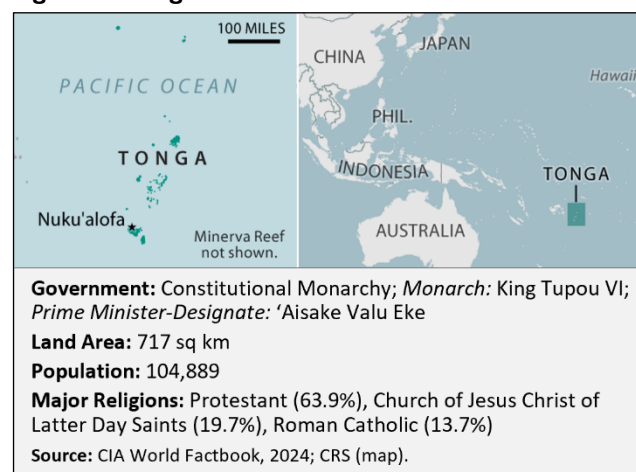 100 MILES
PACIFIC OCEAN
TONGA
Nuku'alofa
Minerva Reef
not shown.
CHINA
JAPAN
Hawaii
PHIL.
INDONESIA
TONGA
AUSTRALIA
Government: Constitutional Monarchy; Monarch: King Tupou VI;
Prime Minister-Designate: ‘Aisake Valu Eke
Land Area: 717 sq km
Population: 104,889
Major Religions: Protestant (63.9%), Church of Jesus Christ of
Latter Day Saints (19.7%), Roman Catholic (13.7%)
Source: CIA World Factbook, 2024; CRS (map).